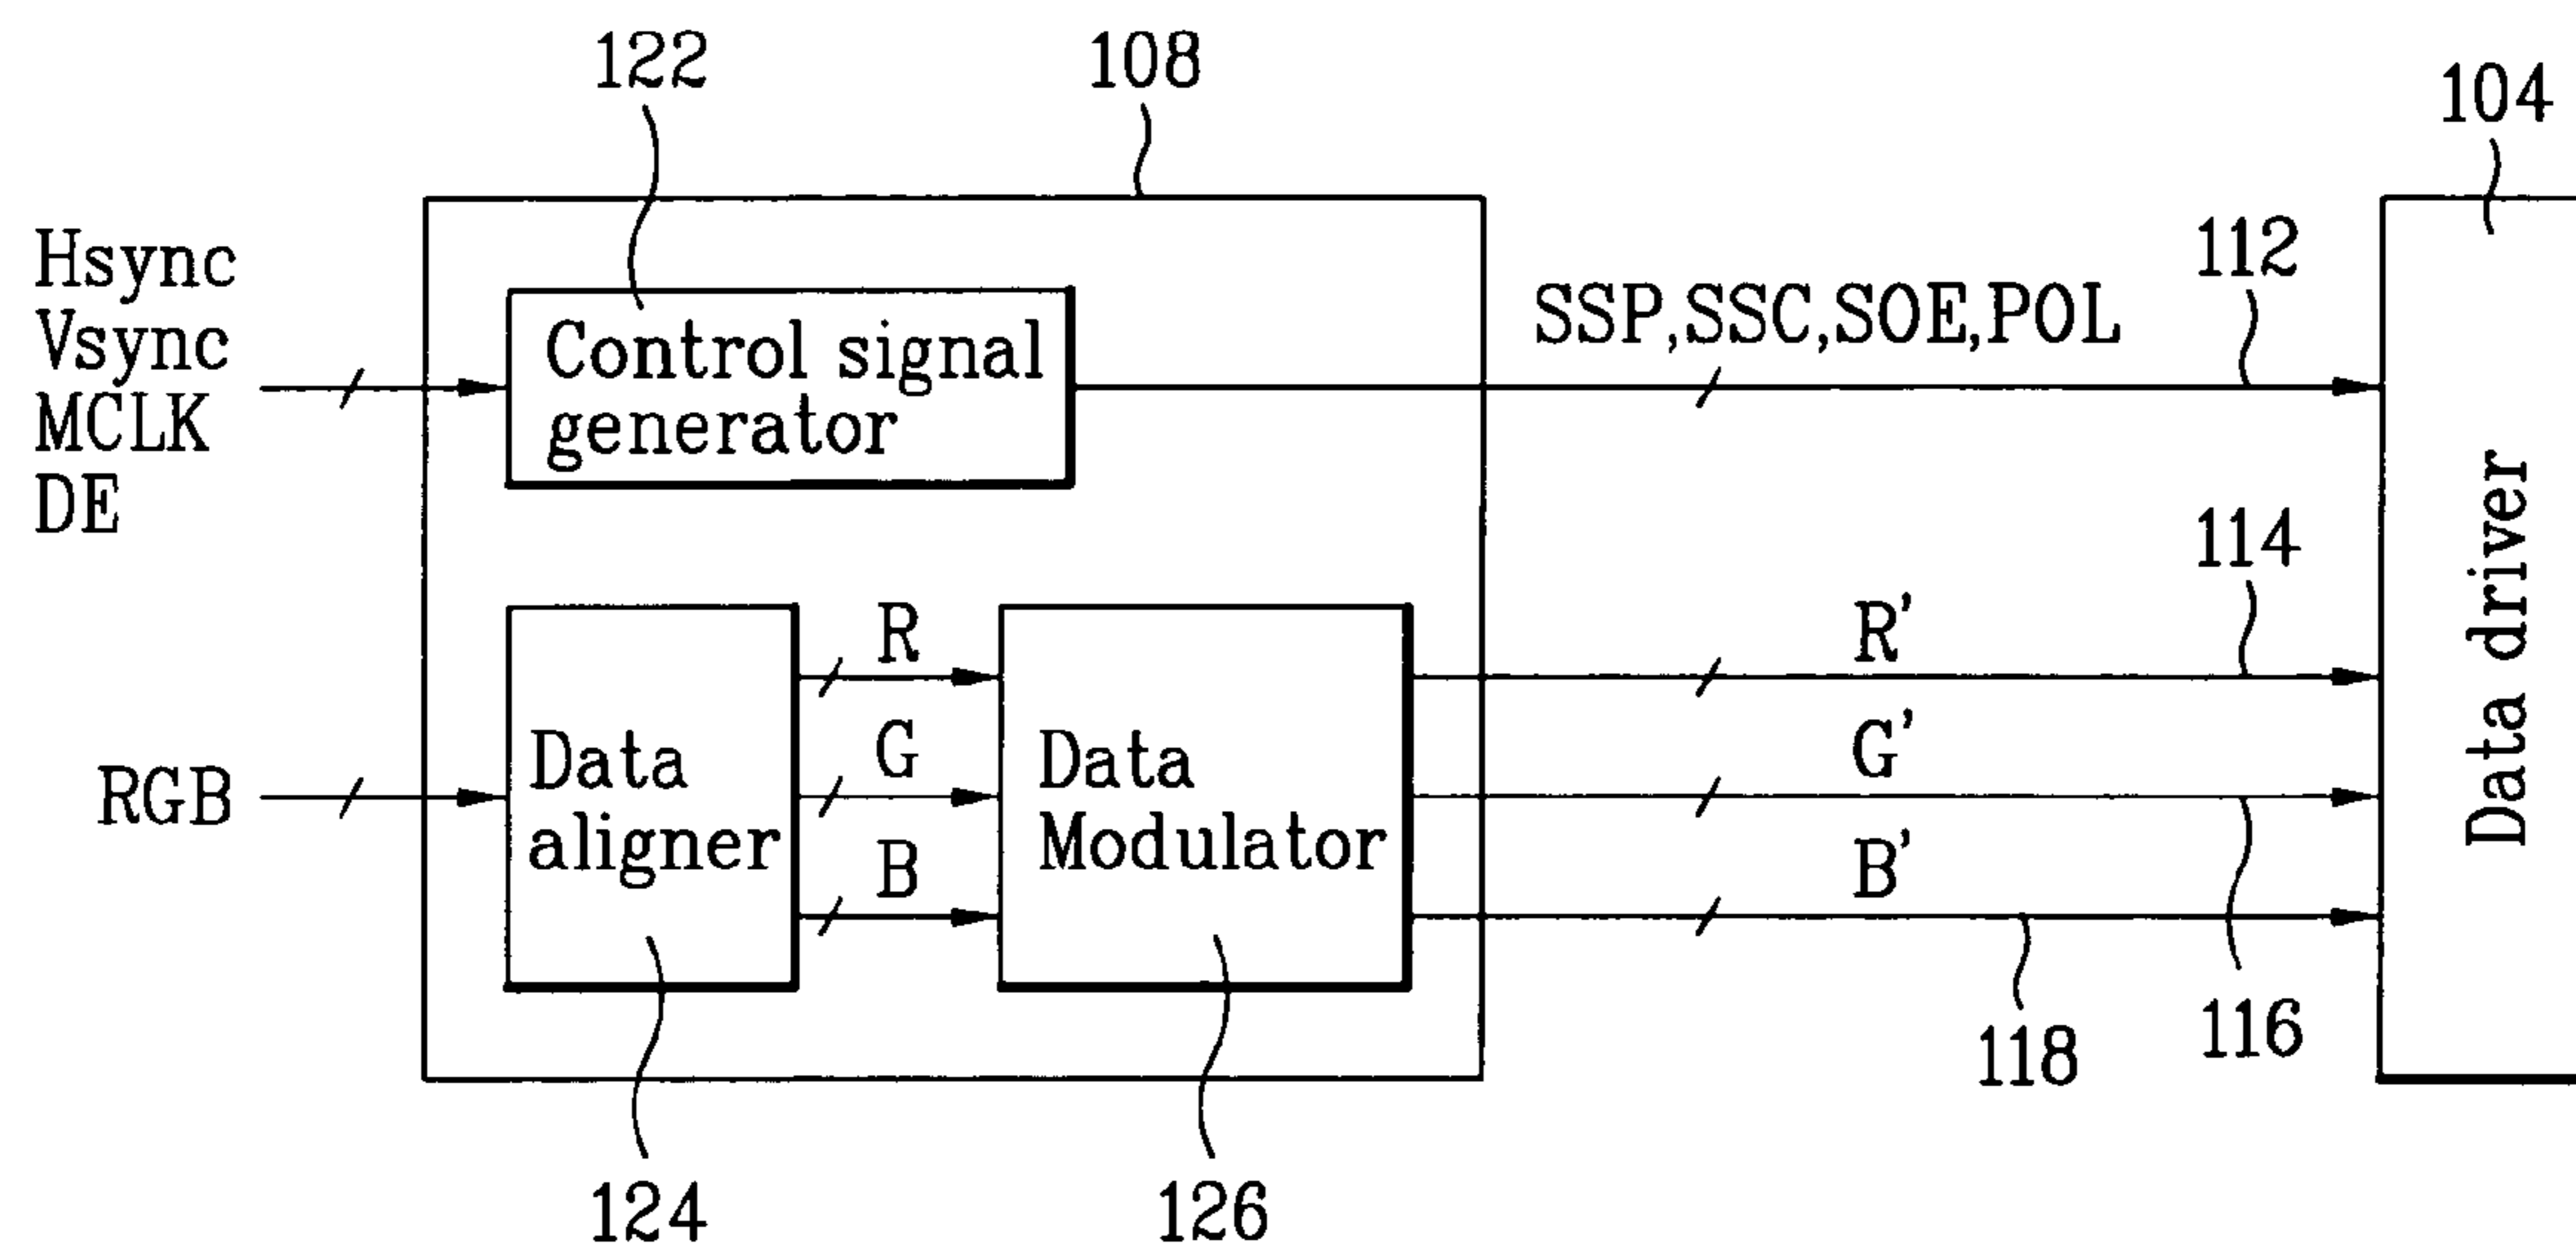 122
108
104
Hsync
Vsync
MCLK
DE
Control signal
generator
SSP,SSC,SOE,POL
112
114
R
R'
G
G'
B
B'
RGB
Data
aligner
Data
Modulator
Data driver
118
116
124
126